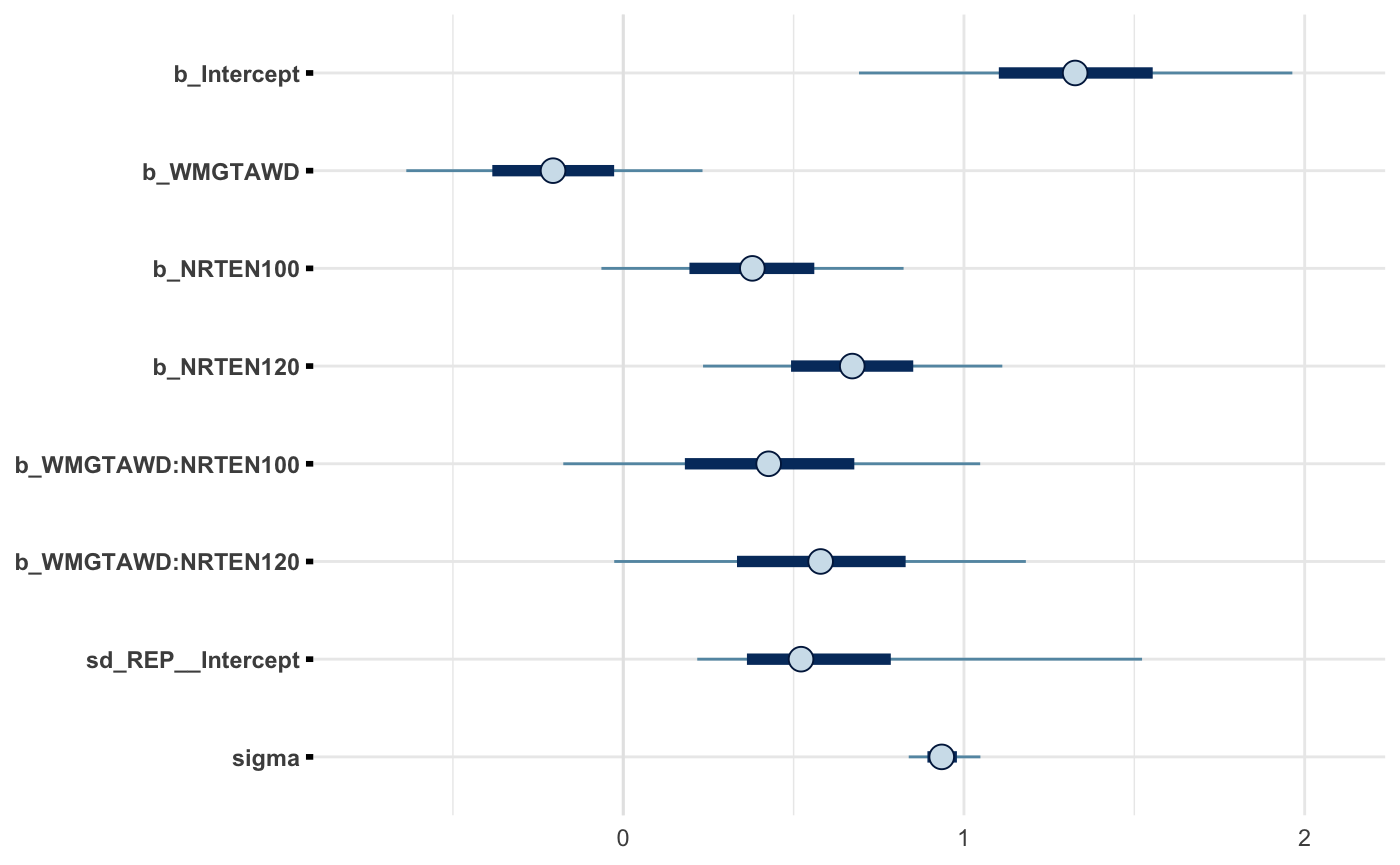 b_Intercept
b_WMGTAWD
b_NRTEN100
b_NRTEN120
b_WMGTAWD:NRTEN100
b_WMGTAWD:NRTEN120
sd_REP__Intercept
sigma
0 1 2